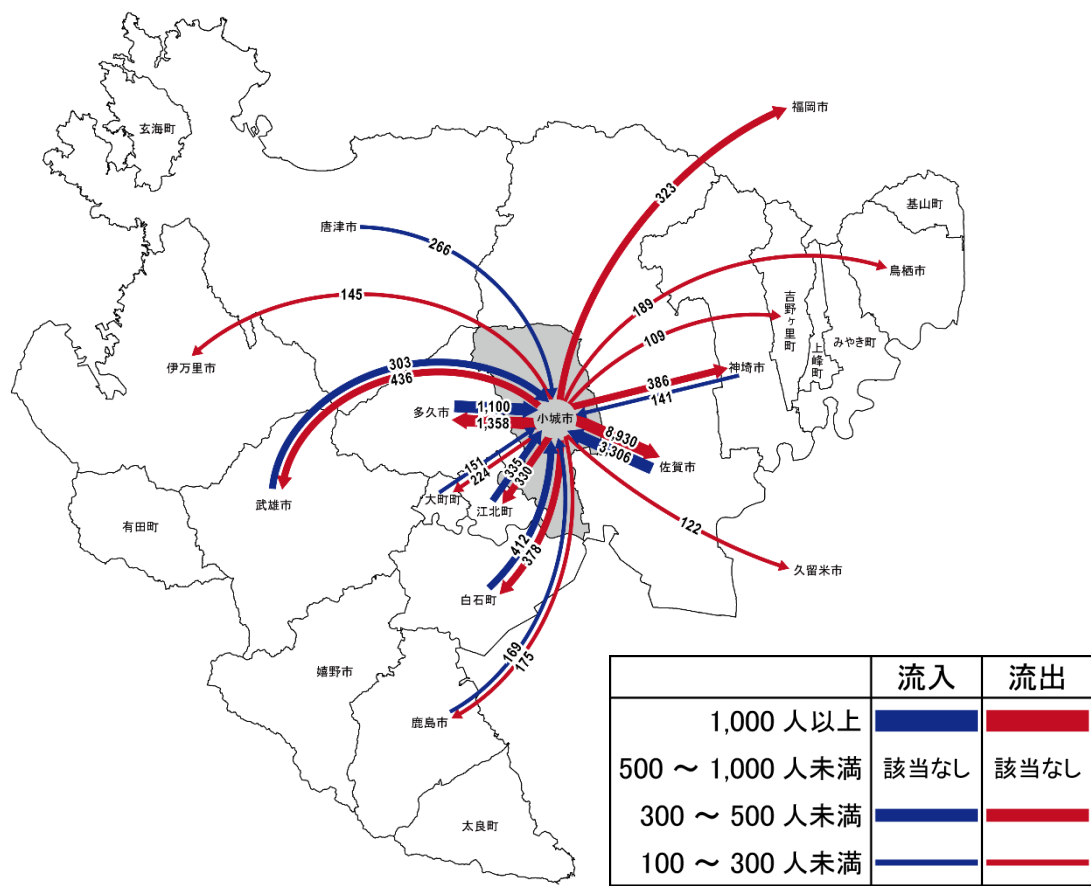 福岡市
玄海町
323
基山町
唐津市
266
鳥栖市
145
189
吉野ヶ里町
109
みやき町
上峰町
伊万里市
303
436
神埼市
386
141
多久市
1,100
1,358
小城市
8,930
3,306
佐賀市
151
224
335
330
大町町
江北町
武雄市
有田町
122
412
378
久留米市
白石町
169
175
嬉野市
鹿島市
太良町
流入 流出
1,000 人以上
500 ～ 1,000 人未満 該当なし 該当なし
300 ～ 500 人未満
100 ～ 300 人未満